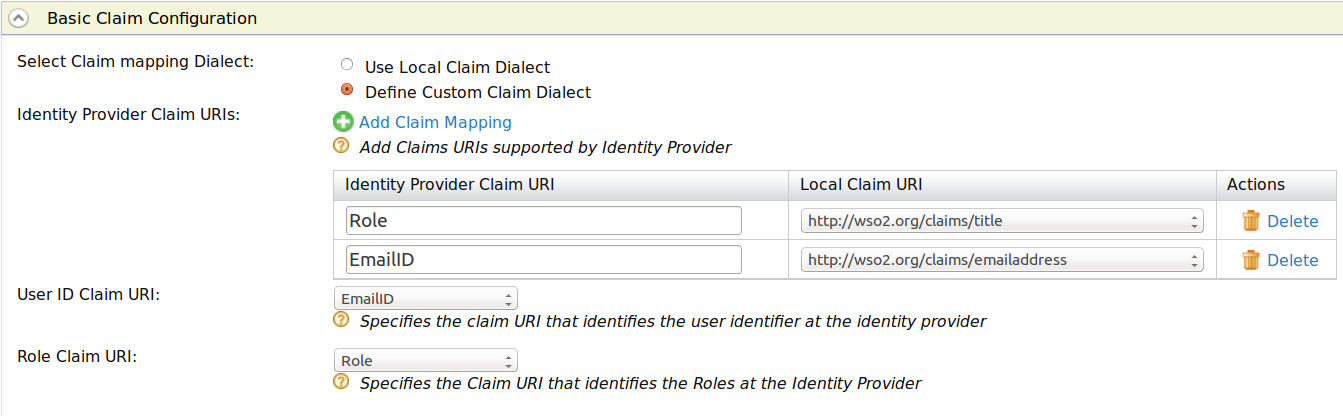 Basic Claim Configuration
Select Claim mapping Dialect:
Use Local Claim Dialect
Define Custom Claim Dialect
Identity Provider Claim URIs:
Add Claim Mapping
Add Claims URIs supported by Identity Provider
Identity Provider Claim URI Local Claim URI Actions
Role http://wso2.org/claims/title Delete
EmailID http://wso2.org/claims/emailaddress Delete
User ID Claim URI: EmailID
Specifies the claim URI that identifies the user identifier at the identity provider
Role Claim URI: Role
Specifies the Claim URI that identifies the Roles at the Identity Provider